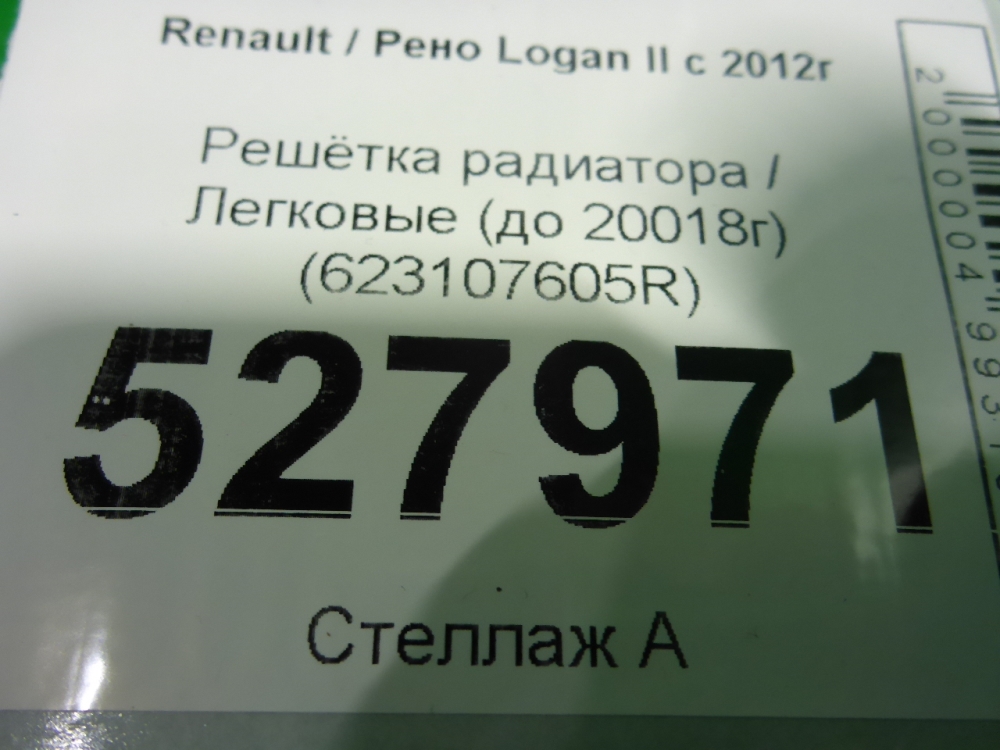 Renault / Рено Logan II с 2012г
Решётка радиатора /
Легковые (до 20018г)
(623107605R)
527971
Стеллаж А